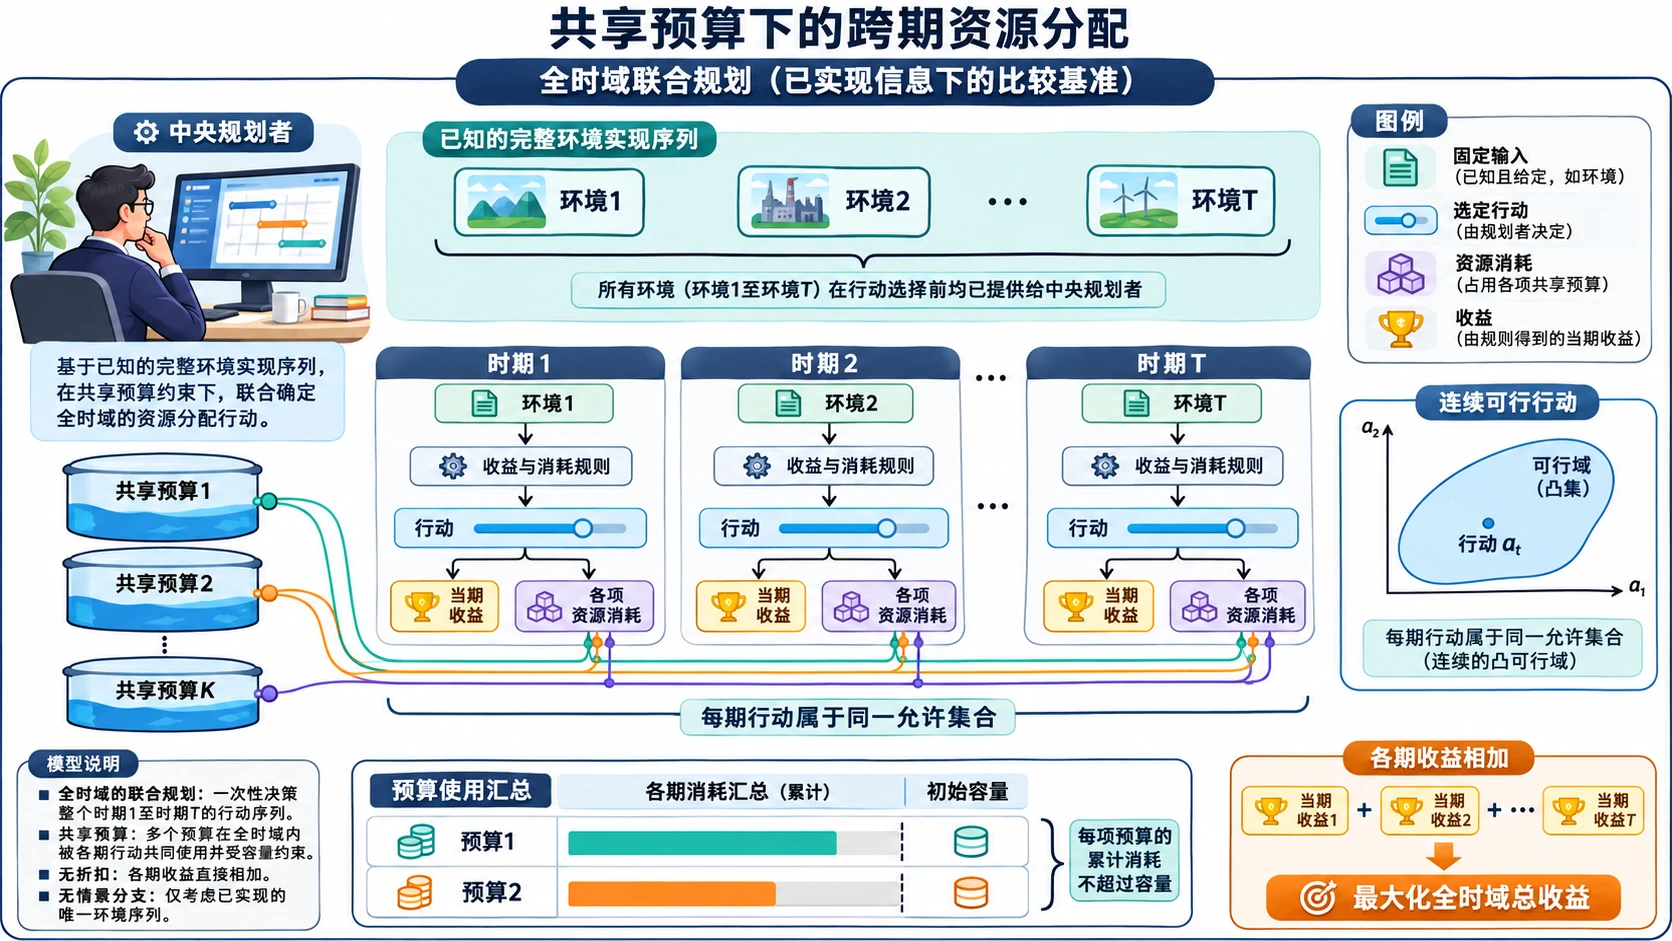 共享预算下的跨期资源分配
全时域联合规划（已实现信息下的比较基准）
中央规划者
基于已知的完整环境实现序列，
在共享预算约束下，联合确定
全时域的资源分配行动。
已知的完整环境实现序列
环境1
环境2
...
环境T
所有环境（环境1至环境T）在行动选择前均已提供给中央规划者
图例
固定输入
（已知且给定，如环境）
选定行动
（由规划者决定）
资源消耗
（占用各项共享预算）
收益
（由规则得到的当期收益）
时期1
环境1
收益与消耗规则
行动
当期
收益
各项
资源消耗
时期2
环境2
收益与消耗规则
行动
当期
收益
各项
资源消耗
...
...
时期T
环境T
收益与消耗规则
行动
当期
收益
各项
资源消耗
每期行动属于同一允许集合
共享预算1
共享预算2
⋮
共享预算K
连续可行行动
a₂
可行域
（凸集）
行动 aₜ
a₁
每期行动属于同一允许集合
（连续的凸可行域）
模型说明
■ 全时域的联合规划：一次性决策
整个时期1至时期T的行动序列。
■ 共享预算：多个预算在全时域内
被各期行动共同使用并受容量约束。
■ 无折扣：各期收益直接相加。
■ 无情景分支：仅考虑已实现的
唯一环境序列。
预算使用汇总
各期消耗汇总（累计）
初始容量
预算1
预算2
每项预算的
累计消耗
不超过容量
各期收益相加
当期
收益1
+
当期
收益2
+ ...
当期
收益T
最大化全时域总收益